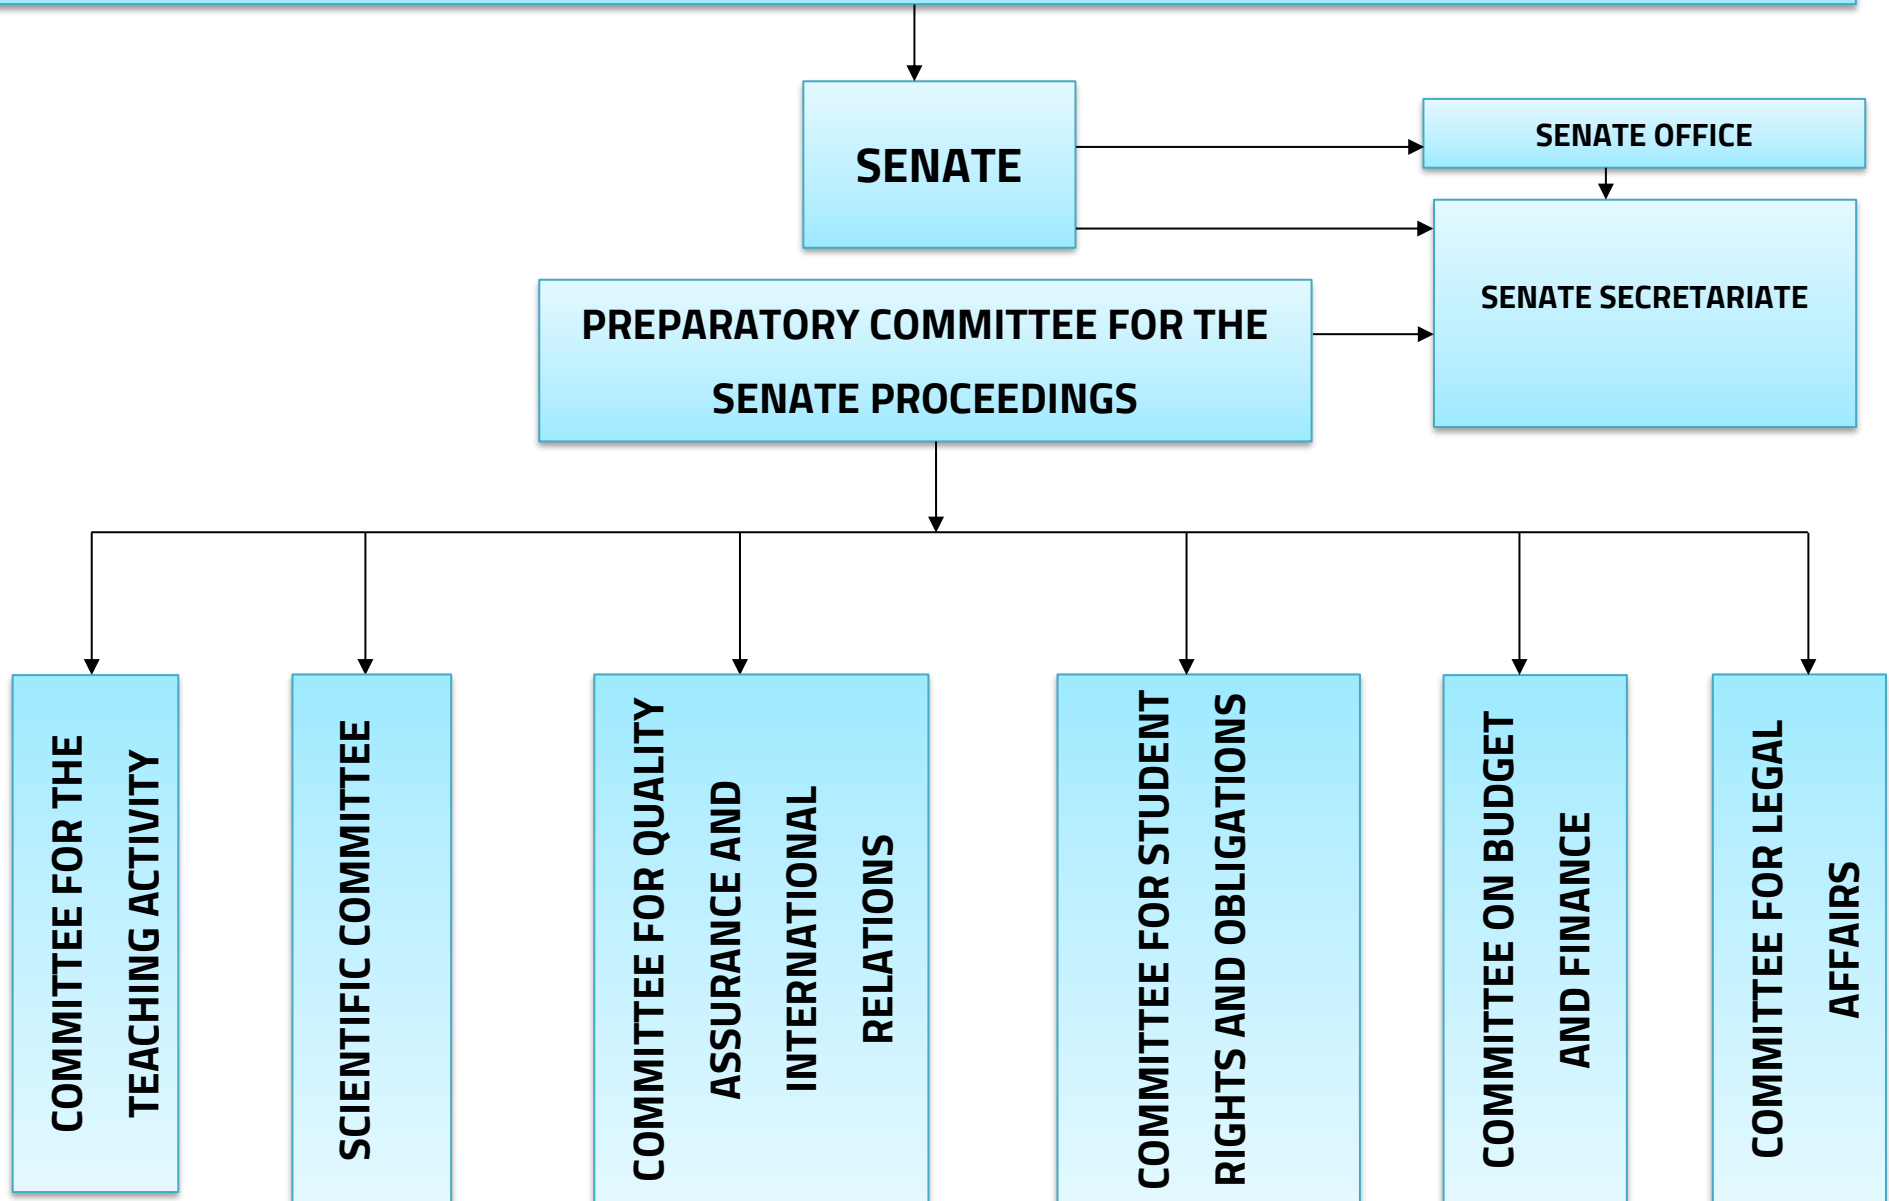 SENATE
SENATE OFFICE
SENATE SECRETARIATE
PREPARATORY COMMITTEE FOR THE
SENATE PROCEEDINGS
COMMITTEE FOR THE
TEACHING ACTIVITY
SCIENTIFIC COMMITTEE
COMMITTEE FOR QUALITY
ASSURANCE AND
INTERNATIONAL
RELATIONS
COMMITTEE FOR STUDENT
RIGHTS AND OBLIGATIONS
COMMITTEE ON BUDGET
AND FINANCE
COMMITTEE FOR LEGAL
AFFAIRS